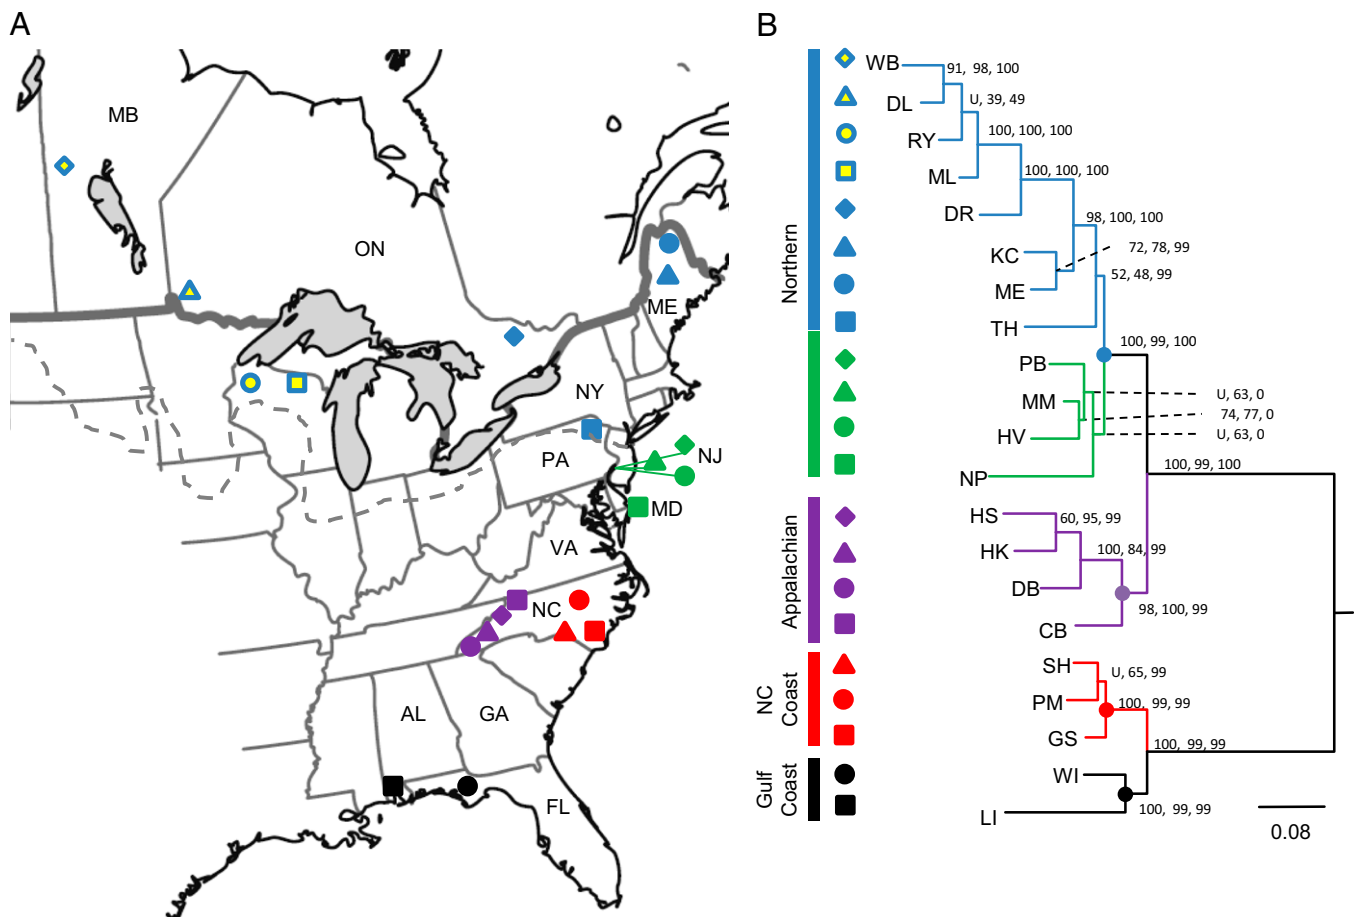 A
MB
ON
ME
NY
PA
NJ
MD
VA
NC
AL
GA
FL
B
Northern
Appalachian
NC
Coast
Gulf
Coast
WB
91, 98, 100
DL
U, 39, 49
RY
100, 100, 100
ML
100, 100, 100
DR
98, 100, 100
KC
72, 78, 99
ME
52, 48, 99
TH
100, 99, 100
PB
U, 63, 0
MM
74, 77, 0
HV
U, 63, 0
NP
100, 99, 100
HS
60, 95, 99
HK
100, 84, 99
DB
98, 100, 99
CB
SH
U, 65, 99
PM
100, 99, 99
GS
100, 99, 99
WI
100, 99, 99
LI
0.08